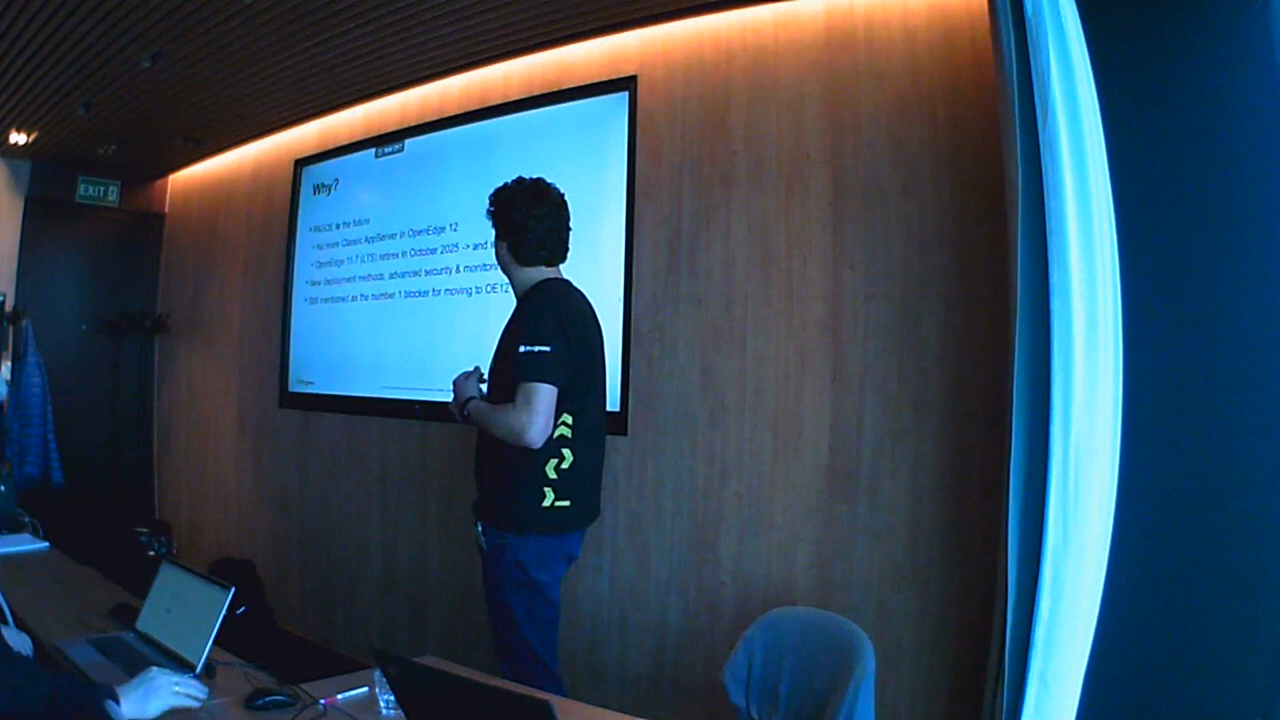 EXIT
Why?
• PASOE is the future
• No more Classic AppServer in OpenEdge 12
• OpenEdge 11.7 (LTS) retires in October 2025 -> and
• New deployment methods, advanced security &
• Still mentioned as the number 1 blocker for moving to OE12
Progress
Progress